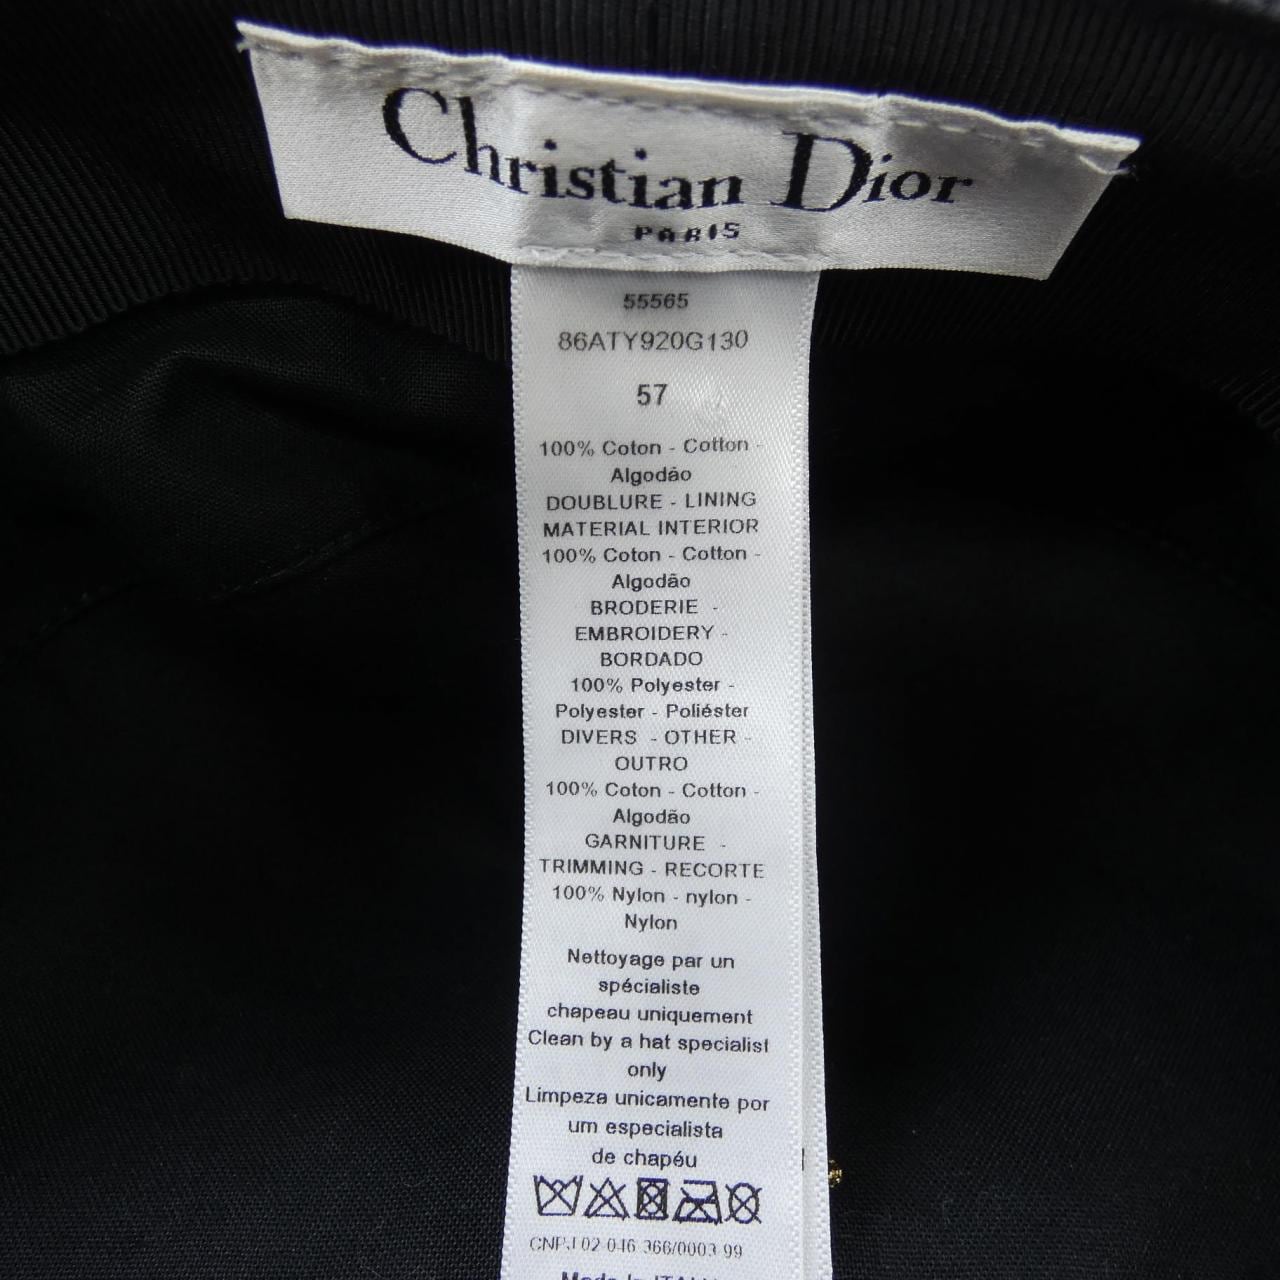 Christian Dior
PARIS
55565
86ATY920G130
57
100% Coton - Cotton -
Algodão
DOUBLURE - LINING
MATERIAL INTERIOR
100% Coton - Cotton -
Algodão
BRODERIE -
EMBROIDERY -
BORDADO
100% Polyester -
Polyester - Poliéster
DIVERS - OTHER -
OUTRO
100% Coton - Cotton -
Algodão
GARNITURE -
TRIMMING - RECORTE
100% Nylon - nylon -
Nylon
Nettoyage par un
spécialiste
chapeau uniquement
Clean by a hat specialist
only
Limpeza unicamente por
um especialista
de chapéu
CNPJ 02 046 366/0003 99
Made in ITALY